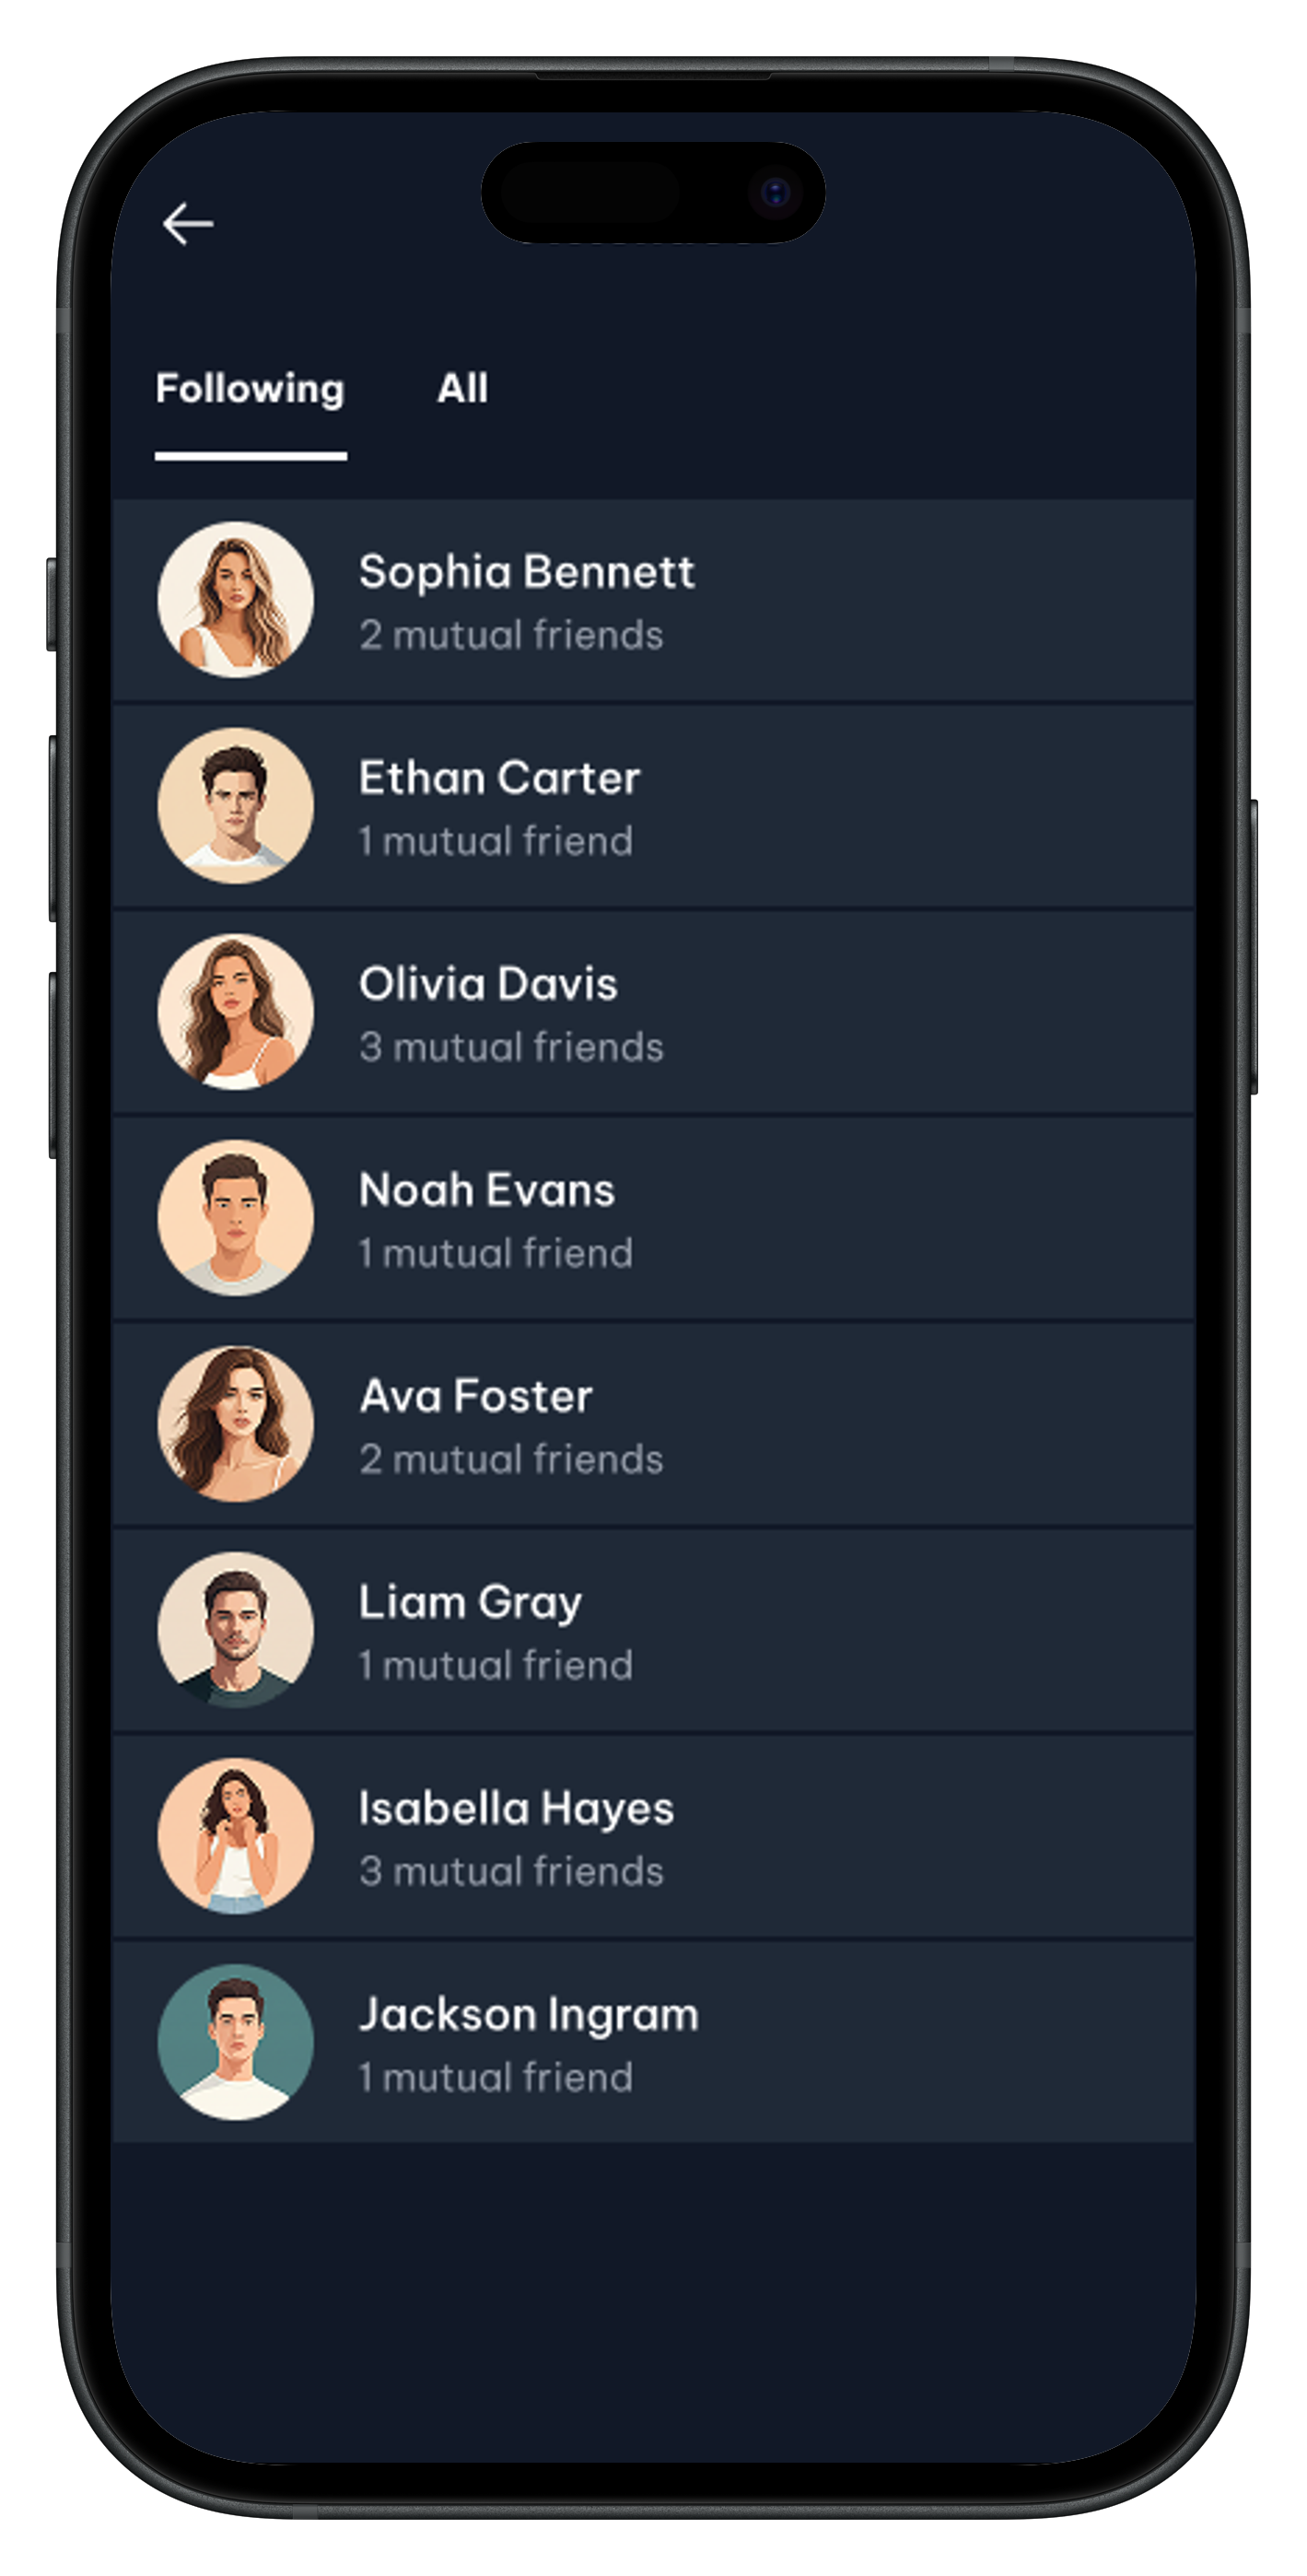 Following All
Sophia Bennett
2 mutual friends
Ethan Carter
1 mutual friend
Olivia Davis
3 mutual friends
Noah Evans
1 mutual friend
Ava Foster
2 mutual friends
Liam Gray
1 mutual friend
Isabella Hayes
3 mutual friends
Jackson Ingram
1 mutual friend